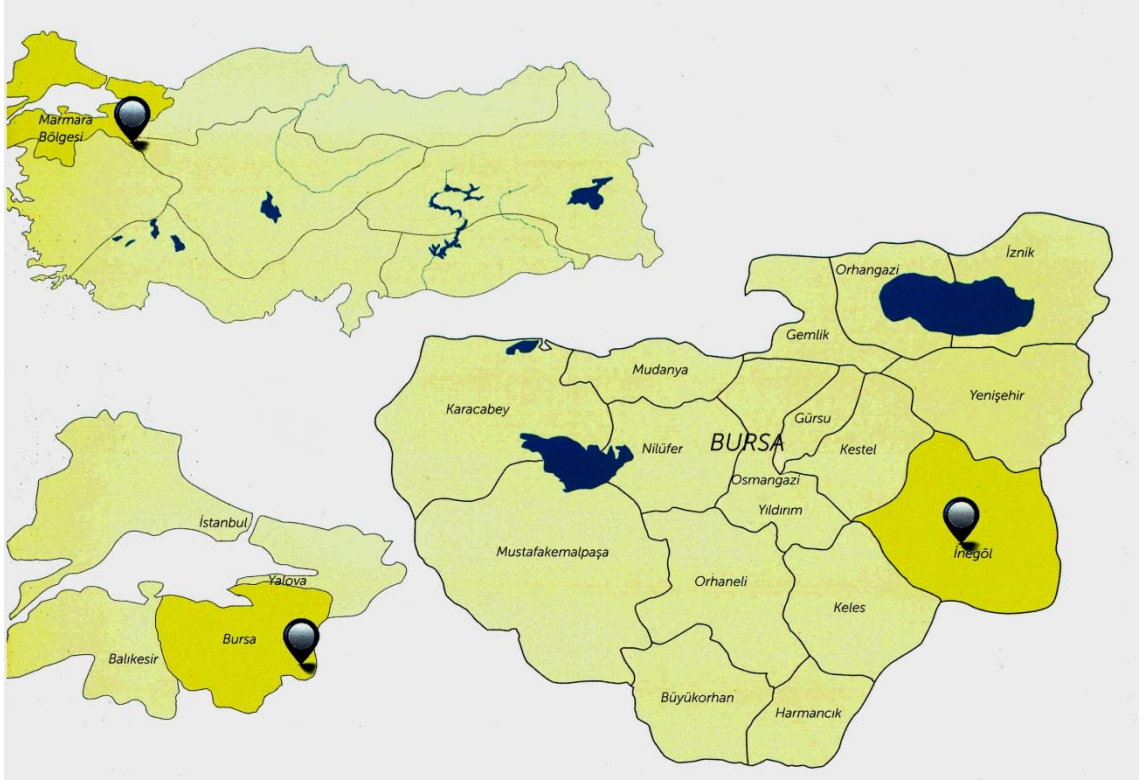 Marmara
Bölgesi
İstanbul
Yalova
Bursa
Balıkesir
İznik
Orhangazi
Gemlik
Mudanya
Yenişehir
Karacabey
Gürsu
Nilüfer
BURSA
Kestel
Osmangazi
Yıldırım
Mustafakemalpaşa
İnegöl
Orhaneli
Keles
Büyükorhan
Harmancık